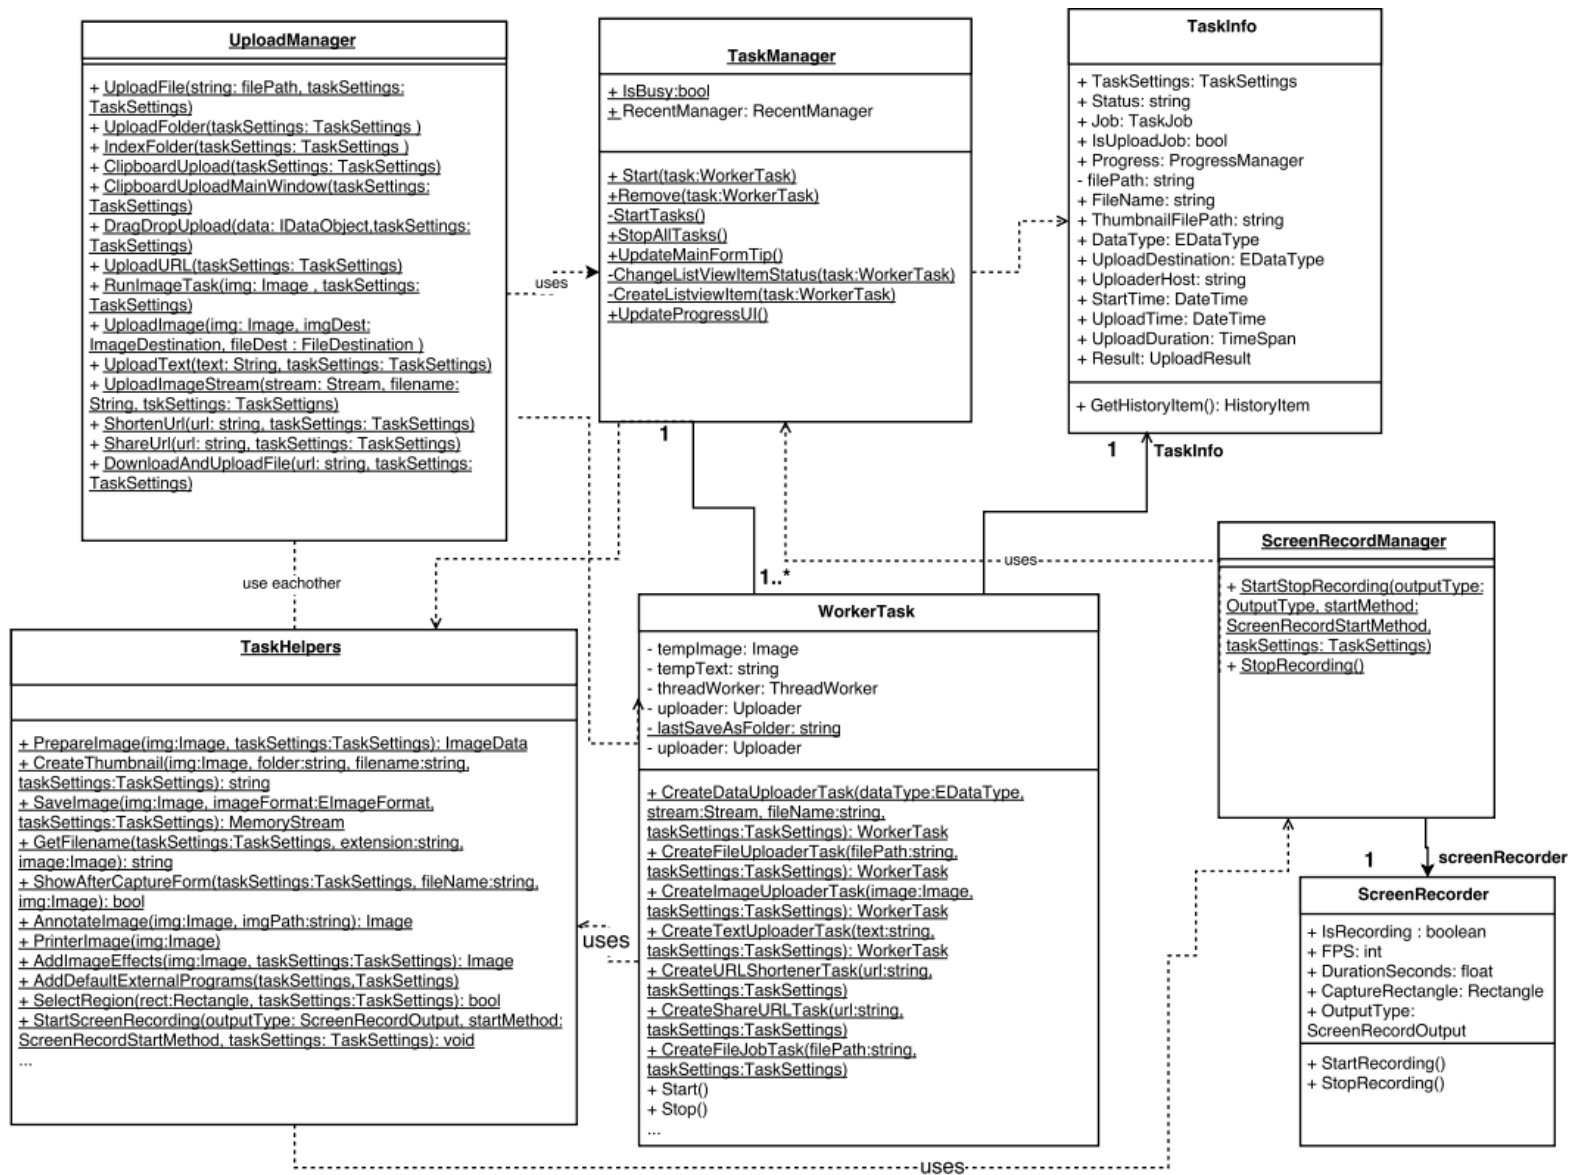 UploadManager
+ UploadFile(string: filePath, taskSettings:
TaskSettings)
+ UploadFolder(taskSettings: TaskSettings )
+ IndexFolder(taskSettings: TaskSettings )
+ ClipboardUpload(taskSettings: TaskSettings)
+ ClipboardUploadMainWindow(taskSettings:
TaskSettings)
+ DragDropUpload(data: IDataObject,taskSettings:
TaskSettings)
+ UploadURL(taskSettings: TaskSettings)
+ RunImageTask(img: Image , taskSettings:
TaskSettings)
+ UploadImage(img: Image, imgDest:
ImageDestination, fileDest : FileDestination )
+ UploadText(text: String, taskSettings: TaskSettings)
+ UploadImageStream(stream: Stream, filename:
String, tskSettings: TaskSettigns)
+ ShortenUrl(url: string, taskSettings: TaskSettings)
+ ShareUrl(url: string, taskSettings: TaskSettings)
+ DownloadAndUploadFile(url: string, taskSettings:
TaskSettings)
uses
TaskManager
+ IsBusy:bool
+ RecentManager: RecentManager
+ Start(task:WorkerTask)
+Remove(task:WorkerTask)
-StartTasks()
+StopAllTasks()
+UpdateMainFormTip()
-ChangeListViewItemStatus(task:WorkerTask)
-CreateListviewItem(task:WorkerTask)
+UpdateProgressUI()
1
1..*
TaskInfo
+ TaskSettings: TaskSettings
+ Status: string
+ Job: TaskJob
+ IsUploadJob: bool
+ Progress: ProgressManager
- filePath: string
+ FileName: string
+ ThumbnailFilePath: string
+ DataType: EDataType
+ UploadDestination: EDataType
+ UploaderHost: string
+ StartTime: DateTime
+ UploadTime: DateTime
+ UploadDuration: TimeSpan
+ Result: UploadResult
+ GetHistoryItem(): HistoryItem
1
TaskInfo
use eachother
uses
TaskHelpers
+ PrepareImage(img:Image, taskSettings:TaskSettings): ImageData
+ CreateThumbnail(img:Image, folder:string, filename:string,
taskSettings:TaskSettings): string
+ SaveImage(img:Image, imageFormat:EImageFormat,
taskSettings:TaskSettings): MemoryStream
+ GetFilename(taskSettings:TaskSettings, extension:string,
image:Image): string
+ ShowAfterCaptureForm(taskSettings:TaskSettings, fileName:string,
img:Image): bool
+ AnnotateImage(img:Image, imgPath:string): Image
+ PrinterImage(img:Image)
+ AddImageEffects(img:Image, taskSettings:TaskSettings): Image
+ AddDefaultExternalPrograms(taskSettings,TaskSettings)
+ SelectRegion(rect:Rectangle, taskSettings:TaskSettings): bool
+ StartScreenRecording(outputType: ScreenRecordOutput, startMethod:
ScreenRecordStartMethod, taskSettings: TaskSettings): void
...
uses
WorkerTask
- tempImage: Image
- tempText: string
- threadWorker: ThreadWorker
- uploader: Uploader
- lastSaveAsFolder: string
- uploader: Uploader
+ CreateDataUploaderTask(dataType:EDataType,
stream:Stream, fileName:string,
taskSettings:TaskSettings): WorkerTask
+ CreateFileUploaderTask(filePath:string,
taskSettings:TaskSettings): WorkerTask
+ CreateImageUploaderTask(image:Image,
taskSettings:TaskSettings): WorkerTask
+ CreateTextUploaderTask(text:string,
taskSettings:TaskSettings): WorkerTask
+ CreateURLShortenerTask(url:string,
taskSettings:TaskSettings)
+ CreateShareURLTask(url:string,
taskSettings:TaskSettings)
+ CreateFileJobTask(filePath:string,
taskSettings:TaskSettings)
+ Start()
+ Stop()
...
ScreenRecordManager
+ StartStopRecording(outputType:
OutputType, startMethod:
ScreenRecordStartMethod,
taskSettings: TaskSettings)
+ StopRecording()
1
screenRecorder
ScreenRecorder
+ IsRecording : boolean
+ FPS: int
+ DurationSeconds: float
+ CaptureRectangle: Rectangle
+ OutputType:
ScreenRecordOutput
+ StartRecording()
+ StopRecording()
uses